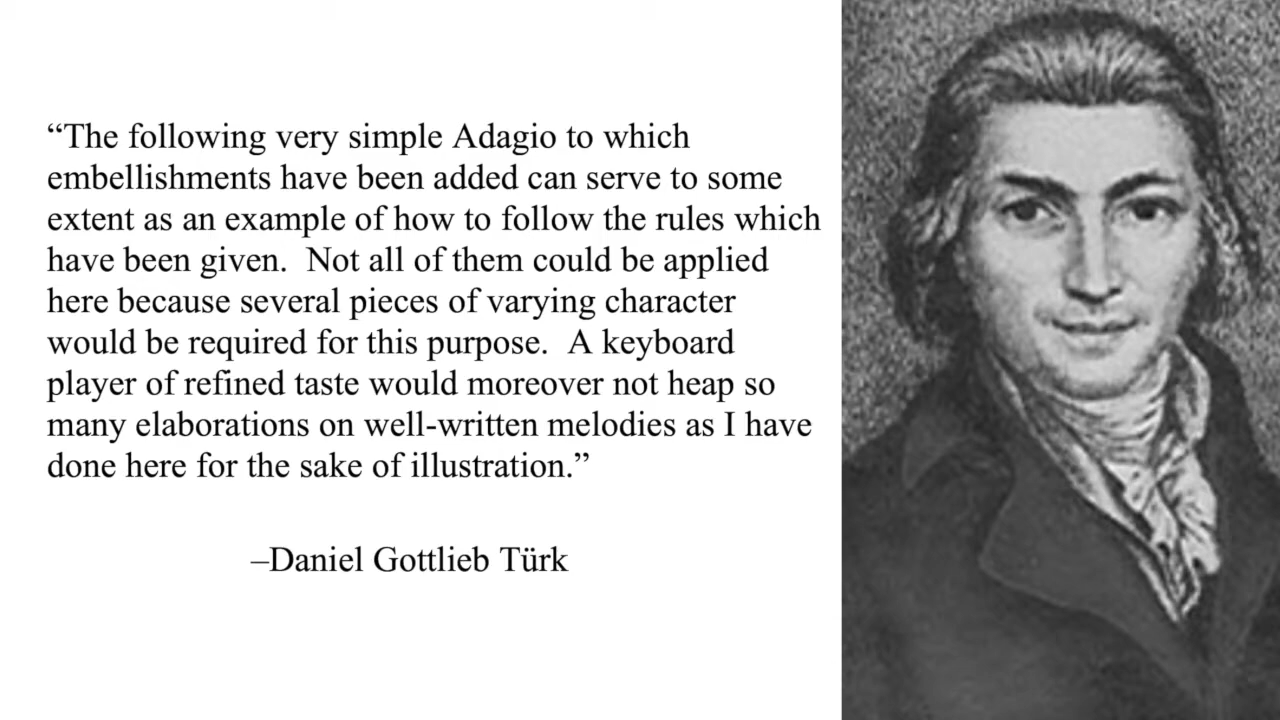 “The following very simple Adagio to which
embellishments have been added can serve to some
extent as an example of how to follow the rules which
have been given.  Not all of them could be applied
here because several pieces of varying character
would be required for this purpose.  A keyboard
player of refined taste would moreover not heap so
many elaborations on well-written melodies as I have
done here for the sake of illustration.”
–Daniel Gottlieb Türk